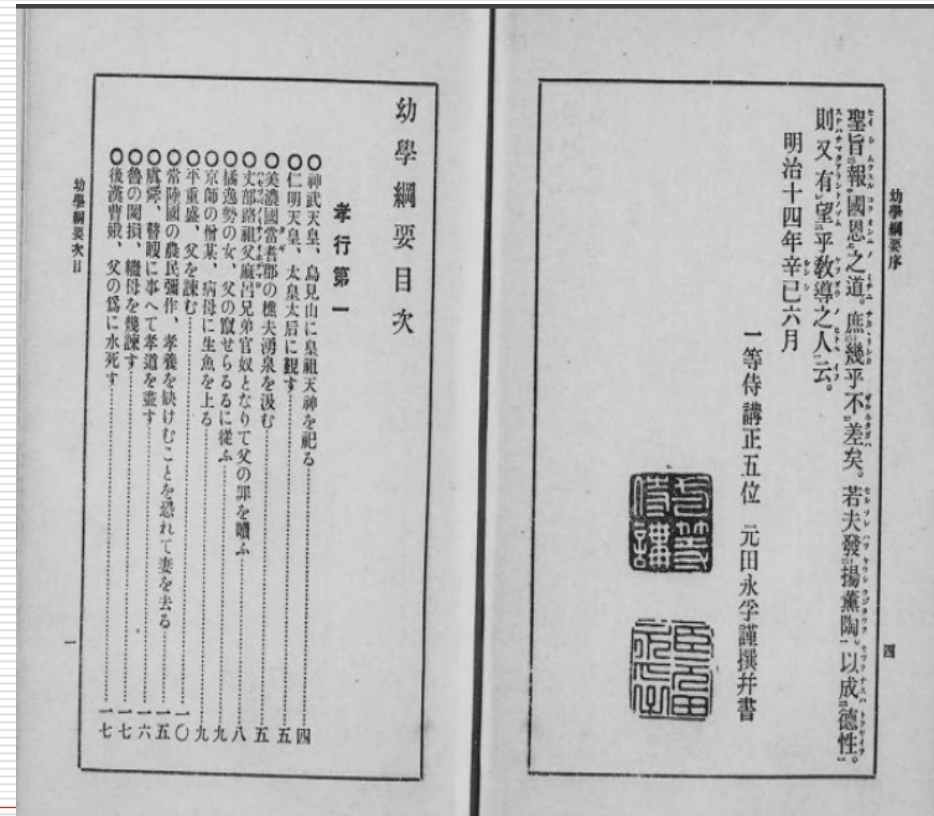 幼學綱要序
聖旨報國恩之道。庶幾乎不差矣。若夫發揚薫陶。以成德性。
則又有望乎敎導之人云。
明治十四年辛巳六月
一等侍講正五位 元田永孚謹撰幷書
四
幼學綱要目次
孝行第一
○神武天皇、鳥見山に皇祖天神を祀る……四
○仁明天皇、太皇太后に覲す……五
○美濃國當耆郡の樵夫湧泉を汲む……五
○丈部路祖父麻呂兄弟官奴となりて父の罪を贖ふ……八
○橘逸勢の女、父の竄せらるるに從ふ……九
○京師の僧某、病母に生魚を上る……九
○平重盛、父を諫む……一〇
○常陸國の農民彌作、孝養を缺けむことを恐れて妻を去る……一五
○虞舜、瞽瞍に事へて孝道を盡す……一六
○魯の閔損、繼母を幾諫す……一七
○後漢曹娥、父の爲に水死す……一七
幼學綱要目次
一